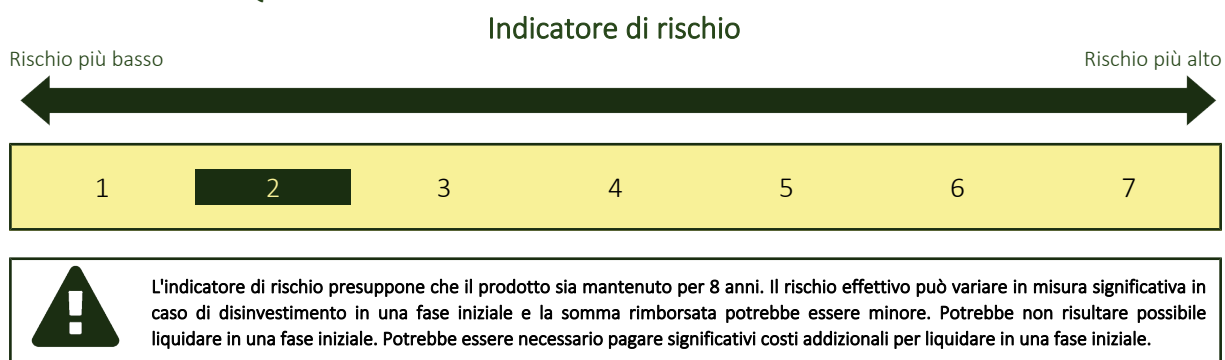 Indicatore di rischio
Rischio più basso
Rischio più alto
1 2 3 4 5 6 7
L'indicatore di rischio presuppone che il prodotto sia mantenuto per 8 anni. Il rischio effettivo può variare in misura significativa in
caso di disinvestimento in una fase iniziale e la somma rimborsata potrebbe essere minore. Potrebbe non risultare possibile
liquidare in una fase iniziale. Potrebbe essere necessario pagare significativi costi addizionali per liquidare in una fase iniziale.